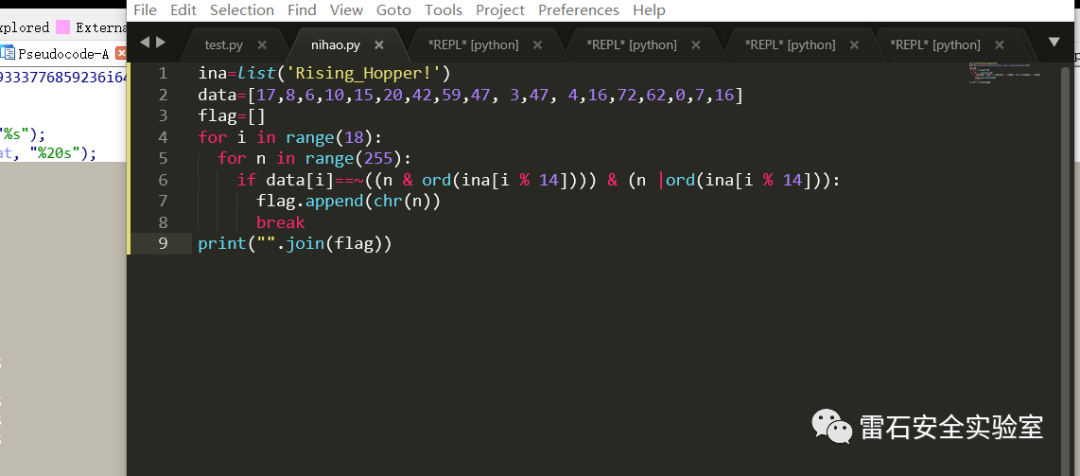 File Edit Selection Find View Goto Tools Project Preferences Help
xplored Externa
Pseudocode-A
test.py × nihao.py × *REPL* [python] × *REPL* [python] × *REPL* [python] × *REPL* [python] ×
9333776859236i64
"%s");
at, "%20s");
1 ina=list('Rising_Hopper!')
2 data=[17,8,6,10,15,20,42,59,47, 3,47, 4,16,72,62,0,7,16]
3 flag=[]
4 for i in range(18):
5 for n in range(255):
6 if data[i]==~((n & ord(ina[i % 14]))) & (n |ord(ina[i % 14])):
7 flag.append(chr(n))
8 break
9 print("".join(flag))
雷石安全实验室